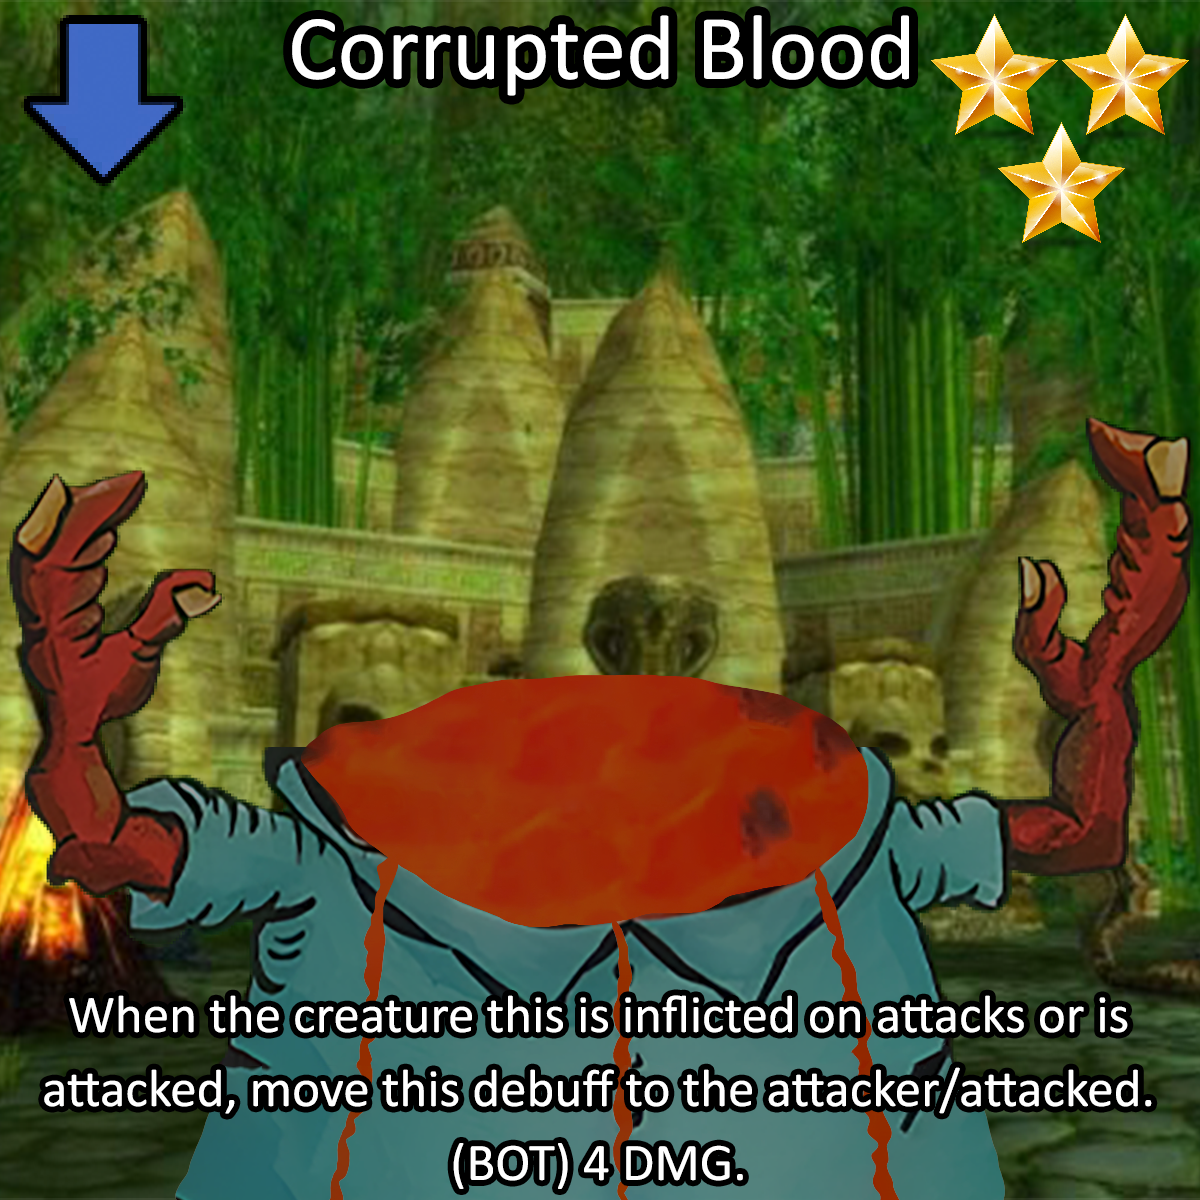 Corrupted Blood
When the creature this is inflicted on attacks or is
attacked, move this debuff to the attacker/attacked.
(BOT) 4 DMG.